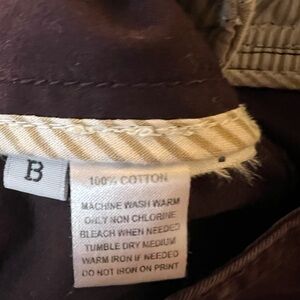 B
100% COTTON
MACHINE WASH WARM
ONLY NON CHLORINE
BLEACH WHEN NEEDED
TUMBLE DRY MEDIUM
WARM IRON IF NEEDED
DO NOT IRON ON PRINT